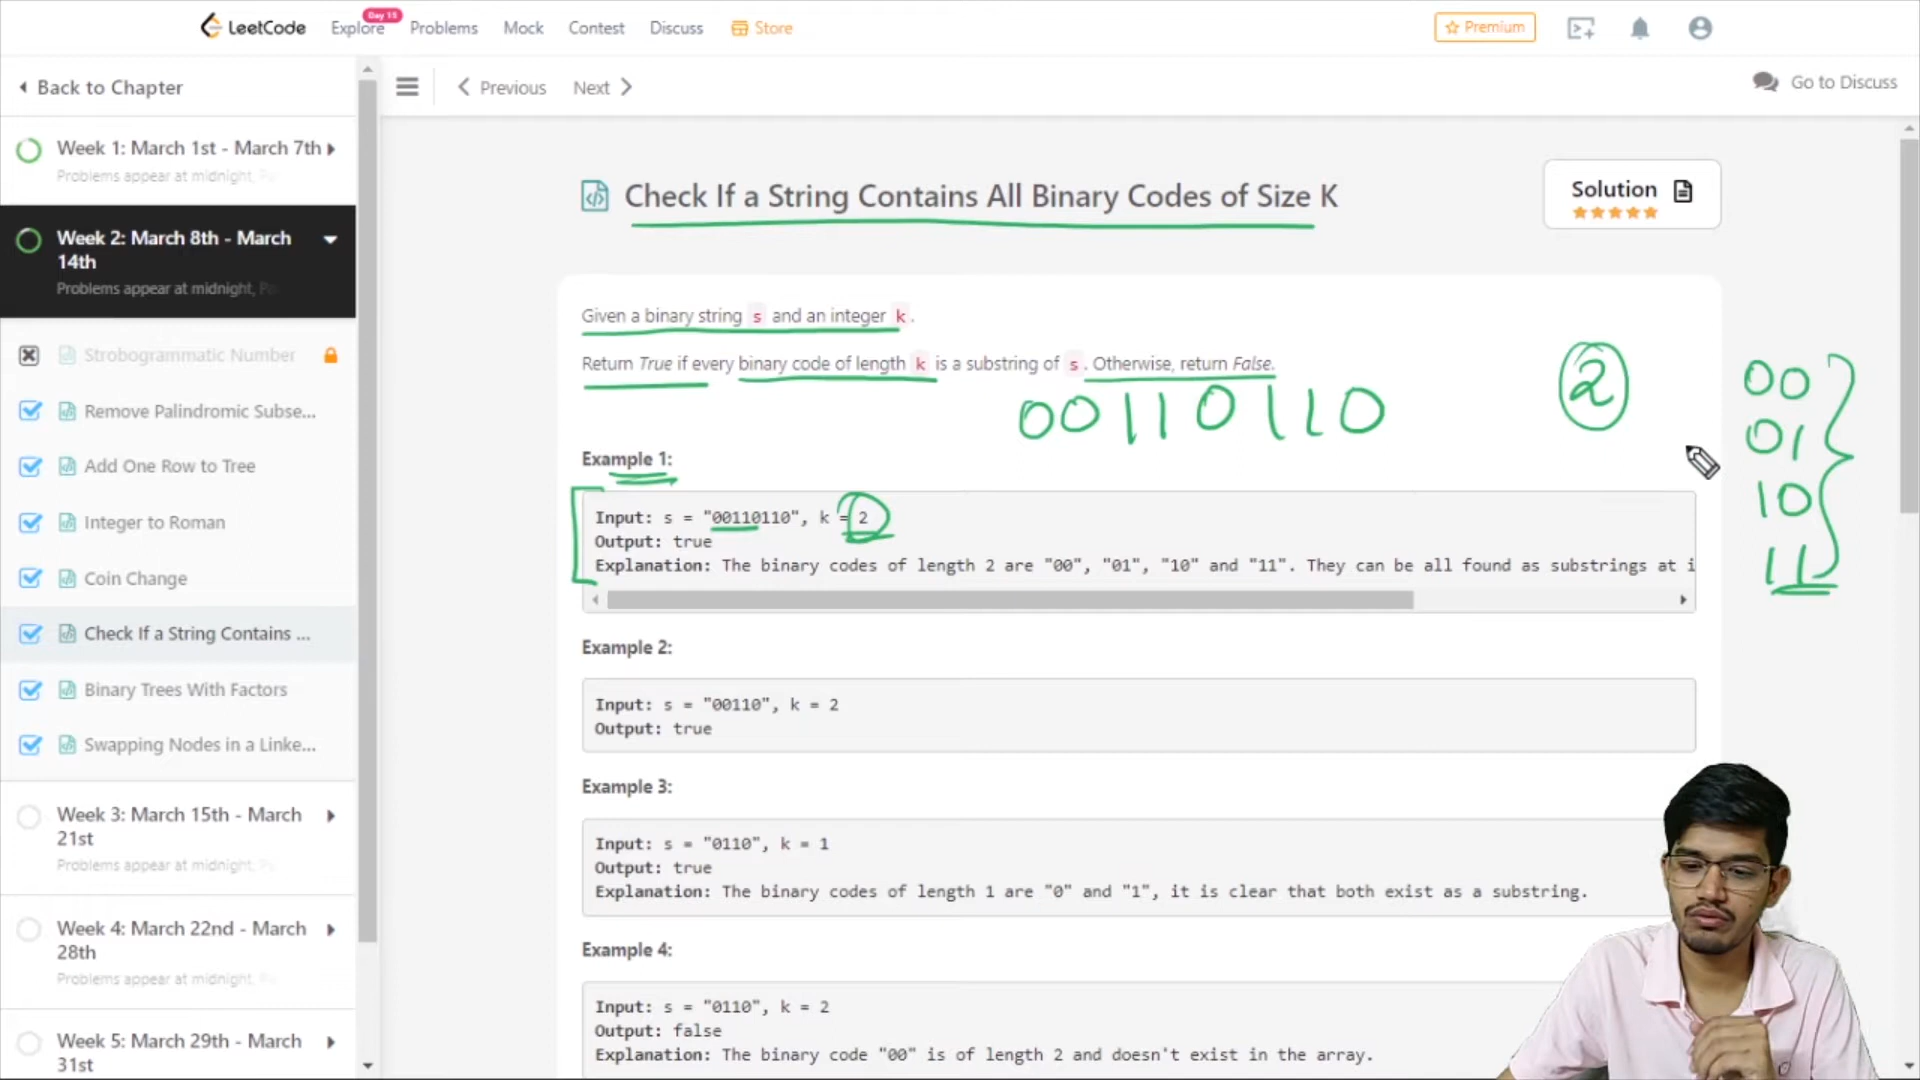 LeetCode
Explore
Day 15
Problems
Mock
Contest
Discuss
Store
Premium
Back to Chapter
Previous
Next
Go to Discuss
Week 1: March 1st - March 7th
Problems appear at midnight,
Week 2: March 8th - March
14th
Problems appear at midnight,
Strobogrammatic Number
Remove Palindromic Subse...
Add One Row to Tree
Integer to Roman
Coin Change
Check If a String Contains ...
Binary Trees With Factors
Swapping Nodes in a Linke...
Week 3: March 15th - March
21st
Problems appear at midnight,
Week 4: March 22nd - March
28th
Problems appear at midnight,
Week 5: March 29th - March
31st
Check If a String Contains All Binary Codes of Size K
Solution
Given a binary string s and an integer k.
Return True if every binary code of length k is a substring of s. Otherwise, return False.
00110110
2
00
01
10
11
Example 1:
Input: s = "00110110", k = 2
Output: true
Explanation: The binary codes of length 2 are "00", "01", "10" and "11". They can be all found as substrings at i
Example 2:
Input: s = "00110", k = 2
Output: true
Example 3:
Input: s = "0110", k = 1
Output: true
Explanation: The binary codes of length 1 are "0" and "1", it is clear that both exist as a substring.
Example 4:
Input: s = "0110", k = 2
Output: false
Explanation: The binary code "00" is of length 2 and doesn't exist in the array.